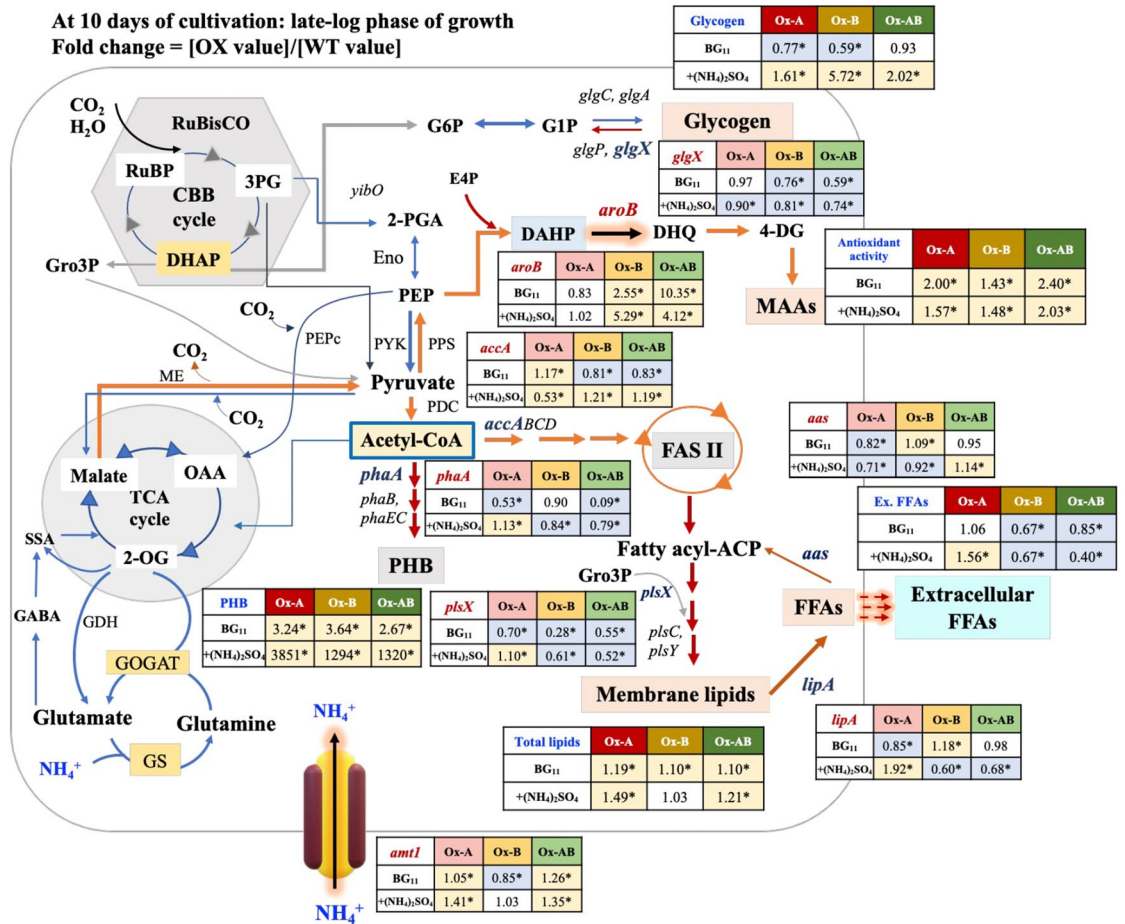 At 10 days of cultivation: late-log phase of growth
Fold change = [OX value]/[WT value]
Glycogen Ox-A Ox-B Ox-AB
BG11 0.77* 0.59* 0.93
+(NH4)2SO4 1.61* 5.72* 2.02*
CO2
H2O
RuBisCO
RuBP
3PG
CBB
cycle
DHAP
Gro3P
yibO
G6P
G1P
glgC, glgA
glgP, glgX
Glycogen
glgX Ox-A Ox-B Ox-AB
BG11 0.97 0.76* 0.59*
+(NH4)2SO4 0.90* 0.81* 0.74*
E4P
2-PGA
Eno
PEP
DAHP
aroB
DHQ
4-DG
MAAs
aroB Ox-A Ox-B Ox-AB
BG11 0.83 2.55* 10.35*
+(NH4)2SO4 1.02 5.29* 4.12*
Antioxidant
activity Ox-A Ox-B Ox-AB
BG11 2.00* 1.43* 2.40*
+(NH4)2SO4 1.57* 1.48* 2.03*
CO2
PEPc
PYK
PPS
CO2
ME
Pyruvate
PDC
CO2
accA Ox-A Ox-B Ox-AB
BG11 1.17* 0.81* 0.83*
+(NH4)2SO4 0.53* 1.21* 1.19*
Acetyl-CoA
accABCD
FAS II
aas Ox-A Ox-B Ox-AB
BG11 0.82* 1.09* 0.95
+(NH4)2SO4 0.71* 0.92* 1.14*
Malate
OAA
TCA
cycle
2-OG
SSA
GABA
GDH
phaA
phaB,
phaEC
PHB
phaA Ox-A Ox-B Ox-AB
BG11 0.53* 0.90 0.09*
+(NH4)2SO4 1.13* 0.84* 0.79*
Ex. FFAs Ox-A Ox-B Ox-AB
BG11 1.06 0.67* 0.85*
+(NH4)2SO4 1.56* 0.67* 0.40*
Fatty acyl-ACP
aas
Gro3P
plsX
plsC,
plsY
FFAs
Extracellular
FFAs
PHB Ox-A Ox-B Ox-AB
BG11 3.24* 3.64* 2.67*
+(NH4)2SO4 3851* 1294* 1320*
plsX Ox-A Ox-B Ox-AB
BG11 0.70* 0.28* 0.55*
+(NH4)2SO4 1.10* 0.61* 0.52*
GOGAT
Glutamate
Glutamine
NH4+
GS
Membrane lipids
lipA
lipA Ox-A Ox-B Ox-AB
BG11 0.85* 1.18* 0.98
+(NH4)2SO4 1.92* 0.60* 0.68*
NH4+
Total lipids Ox-A Ox-B Ox-AB
BG11 1.19* 1.10* 1.10*
+(NH4)2SO4 1.49* 1.03 1.21*
amt1 Ox-A Ox-B Ox-AB
BG11 1.05* 0.85* 1.26*
+(NH4)2SO4 1.41* 1.03 1.35*
NH4+